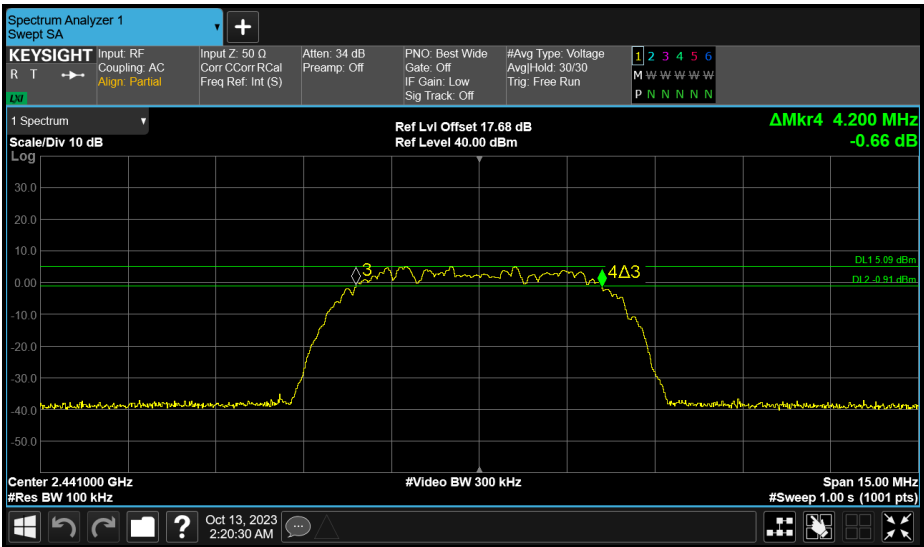 Spectrum Analyzer 1
Swept SA
+
KEYSIGHT
R T
LXI
Input: RF
Coupling: AC
Align: Partial
Input Z: 50 Ω
Corr CCorr RCal
Freq Ref: Int (S)
Atten: 34 dB
Preamp: Off
PNO: Best Wide
Gate: Off
IF Gain: Low
Sig Track: Off
#Avg Type: Voltage
Avg|Hold: 30/30
Trig: Free Run
1 2 3 4 5 6
M W W W W W
P N N N N N
1 Spectrum
Scale/Div 10 dB
Ref Lvl Offset 17.68 dB
Ref Level 40.00 dBm
ΔMkr4 4.200 MHz
-0.66 dB
Log
30.0
20.0
10.0
0.00
-10.0
-20.0
-30.0
-40.0
-50.0
3
4Δ3
DL1 5.09 dBm
DL2 -0.91 dBm
Center 2.441000 GHz
#Res BW 100 kHz
#Video BW 300 kHz
Span 15.00 MHz
#Sweep 1.00 s (1001 pts)
?
Oct 13, 2023
2:20:30 AM